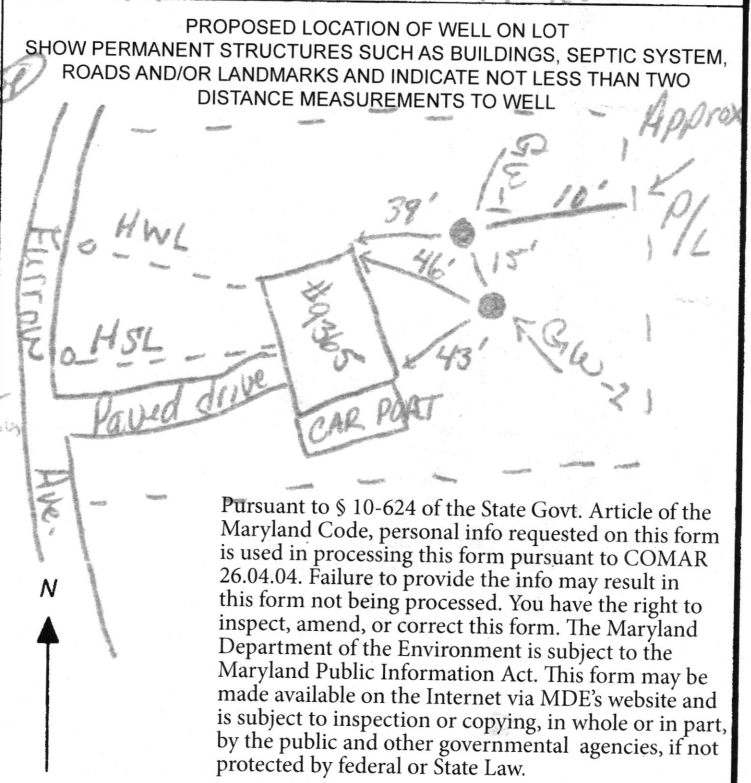 PROPOSED LOCATION OF WELL ON LOT
SHOW PERMANENT STRUCTURES SUCH AS BUILDINGS, SEPTIC SYSTEM,
ROADS AND/OR LANDMARKS AND INDICATE NOT LESS THAN TWO
DISTANCE MEASUREMENTS TO WELL
Approx
P/L
GW-1
10'
39'
46'
15'
43'
GW-2
HWL
HSL
#9365
Paved drive
CAR PORT
Ave.
N
Pursuant to § 10-624 of the State Govt. Article of the
Maryland Code, personal info requested on this form
is used in processing this form pursuant to COMAR
26.04.04. Failure to provide the info may result in
this form not being processed. You have the right to
inspect, amend, or correct this form. The Maryland
Department of the Environment is subject to the
Maryland Public Information Act. This form may be
made available on the Internet via MDE's website and
is subject to inspection or copying, in whole or in part,
by the public and other governmental agencies, if not
protected by federal or State Law.